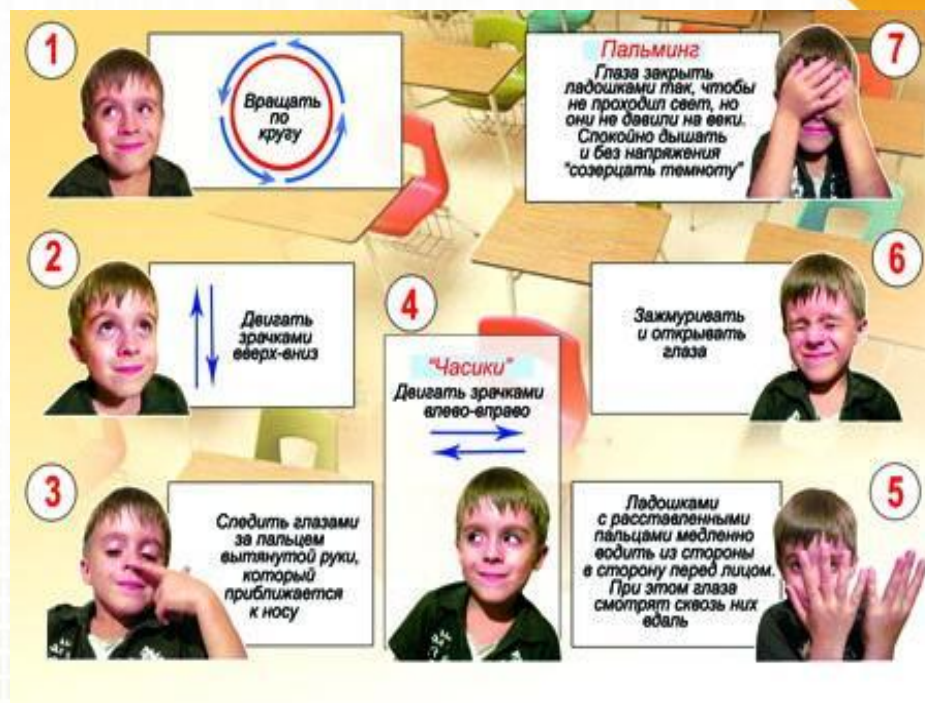 1
Вращать
по
кругу
2
Двигать
зрачками
вверх-вниз
3
Следить глазами
за пальцем
вытянутой руки,
который
приближается
к носу
4
"Часики"
Двигать зрачками
влево-вправо
5
Ладошками
с расставленными
пальцами медленно
водить из стороны
в сторону перед лицом.
При этом глаза
смотрят сквозь них
вдаль
6
Зажмуривать
и открывать
глаза
7
Пальминг
Глаза закрыть
ладошками так, чтобы
не проходил свет, но
они не давили на веки.
Спокойно дышать
и без напряжения
"созерцать темноту"